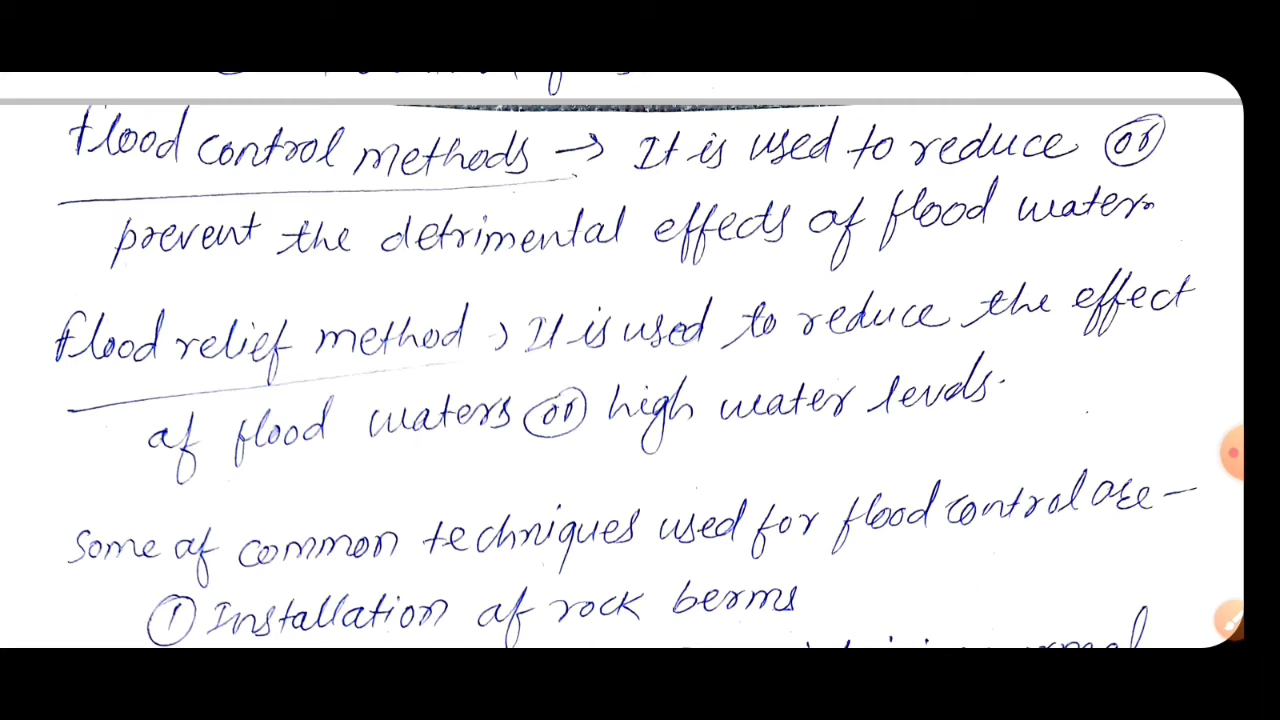 flood control methods → It is used to reduce or
prevent the detrimental effects of flood water.
flood relief method → It is used to reduce the effect
of flood waters or high water levels.
Some of common techniques used for flood control are —
① Installation of rock berms
normal